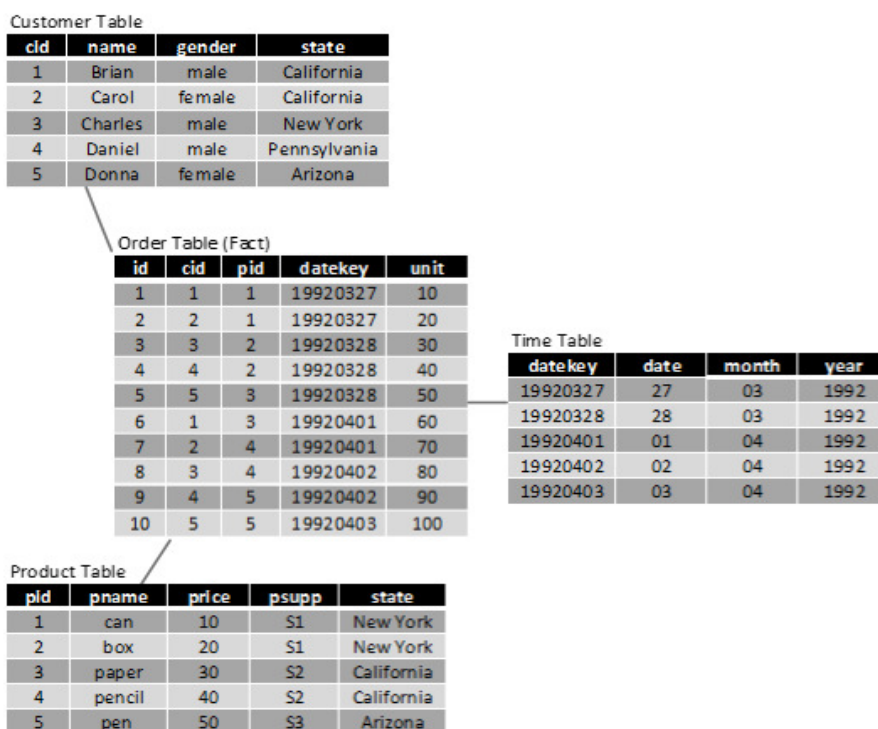 Customer Table
cid name gender state
1 Brian male California
2 Carol female California
3 Charles male New York
4 Daniel male Pennsylvania
5 Donna female Arizona
Order Table (Fact)
id cid pid datekey unit
1 1 1 19920327 10
2 2 1 19920327 20
3 3 2 19920328 30
4 4 2 19920328 40
5 5 3 19920328 50
6 1 3 19920401 60
7 2 4 19920401 70
8 3 4 19920402 80
9 4 5 19920402 90
10 5 5 19920403 100
Time Table
datekey date month year
19920327 27 03 1992
19920328 28 03 1992
19920401 01 04 1992
19920402 02 04 1992
19920403 03 04 1992
Product Table
pid pname price psupp state
1 can 10 S1 New York
2 box 20 S1 New York
3 paper 30 S2 California
4 pencil 40 S2 California
5 pen 50 S3 Arizona